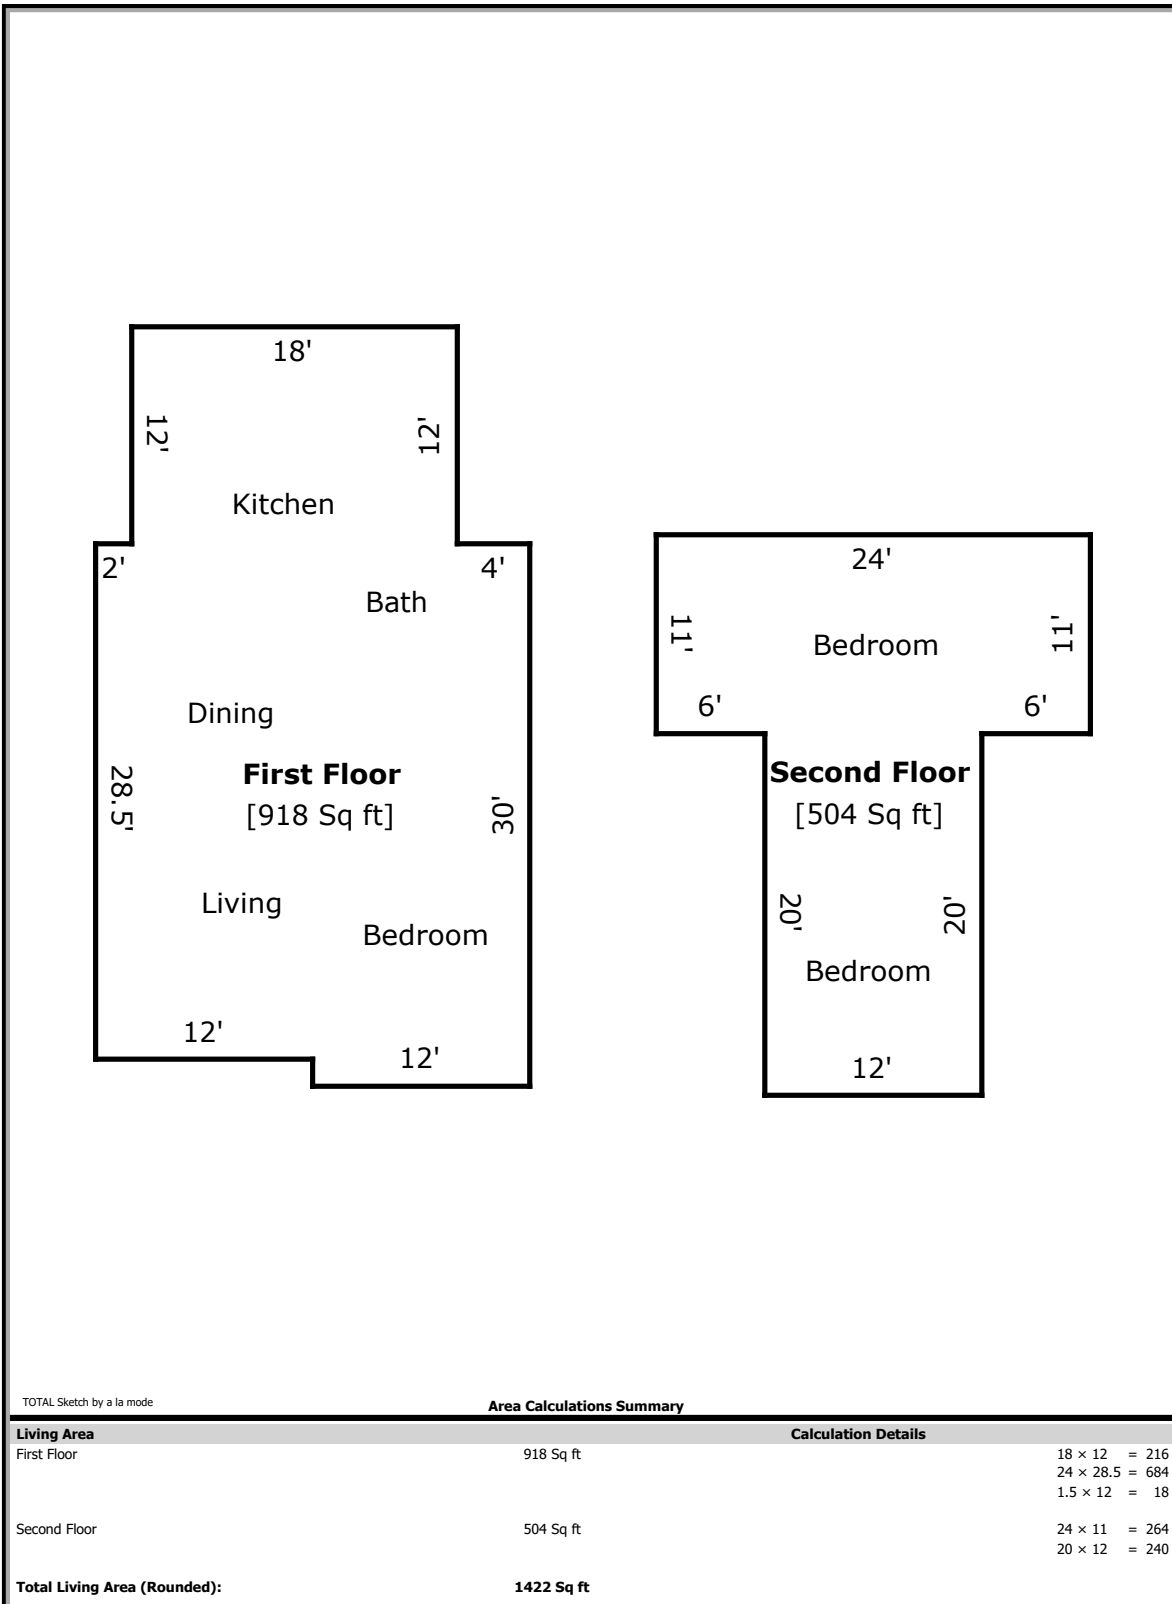 18'
12'
12'
Kitchen
2'
4'
Bath
Dining
28.5'
First Floor
[918 Sq ft]
30'
Living
Bedroom
12'
12'
24'
11'
Bedroom
11'
6'
6'
Second Floor
[504 Sq ft]
20'
20'
Bedroom
12'
TOTAL Sketch by a la mode
Area Calculations Summary
Living Area Calculation Details
First Floor 918 Sq ft 18 × 12 = 216
24 × 28.5 = 684
1.5 × 12 = 18
Second Floor 504 Sq ft 24 × 11 = 264
20 × 12 = 240
Total Living Area (Rounded): 1422 Sq ft